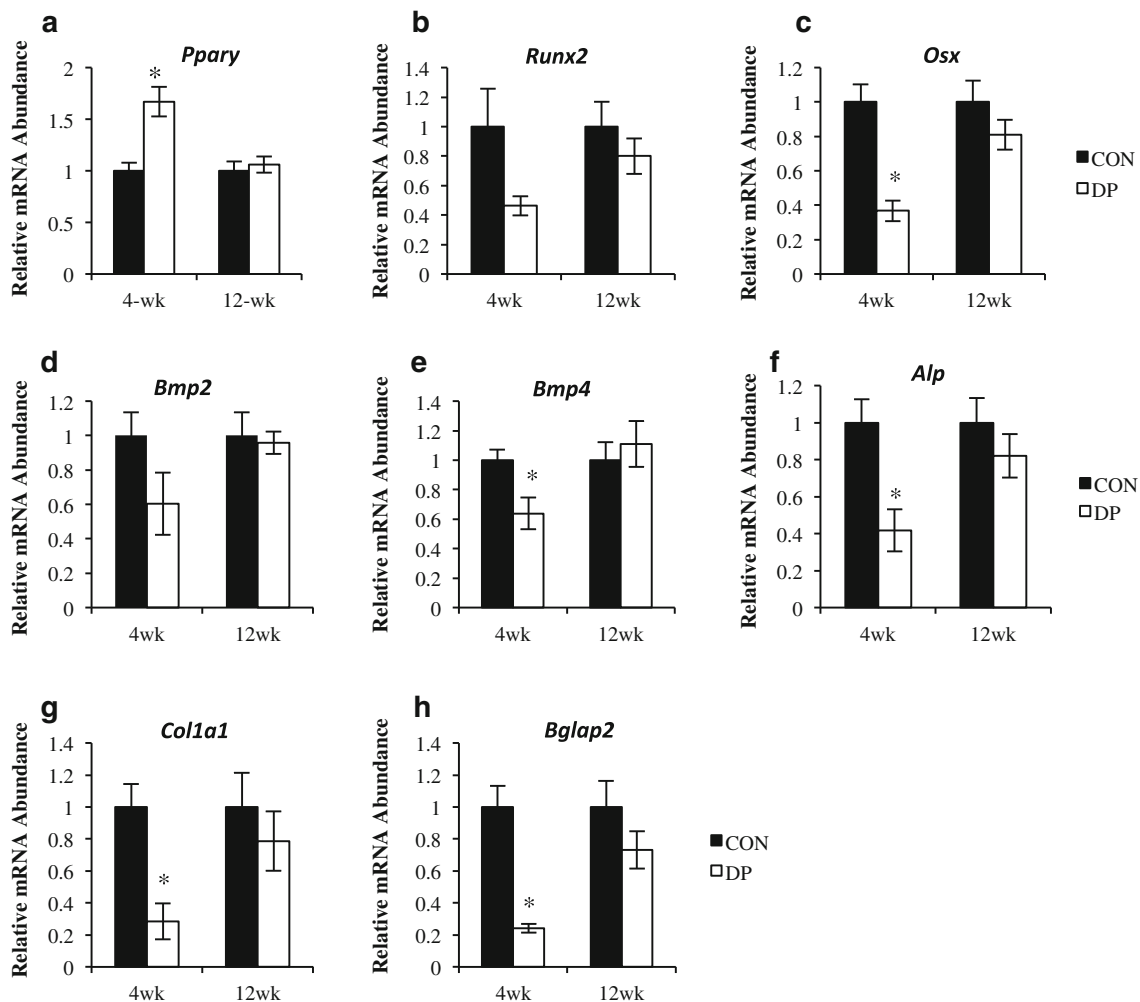 a
Pparγ
Relative mRNA Abundance
2
1.5
1
0.5
0
*
4-wk 12-wk
b
Runx2
Relative mRNA Abundance
1.4
1.2
1
0.8
0.6
0.4
0.2
0
4wk 12wk
c
Osx
Relative mRNA Abundance
1.2
1
0.8
0.6
0.4
0.2
0
*
4wk 12wk
CON
DP
d
Bmp2
Relative mRNA Abundance
1.2
1
0.8
0.6
0.4
0.2
0
4wk 12wk
e
Bmp4
Relative mRNA Abundance
1.4
1.2
1
0.8
0.6
0.4
0.2
0
*
4wk 12wk
f
Alp
Relative mRNA Abundance
1.2
1
0.8
0.6
0.4
0.2
0
*
4wk 12wk
CON
DP
g
Col1a1
Relative mRNA Abundance
1.4
1.2
1
0.8
0.6
0.4
0.2
0
*
4wk 12wk
h
Bglap2
Relative mRNA Abundance
1.4
1.2
1
0.8
0.6
0.4
0.2
0
*
4wk 12wk
CON
DP